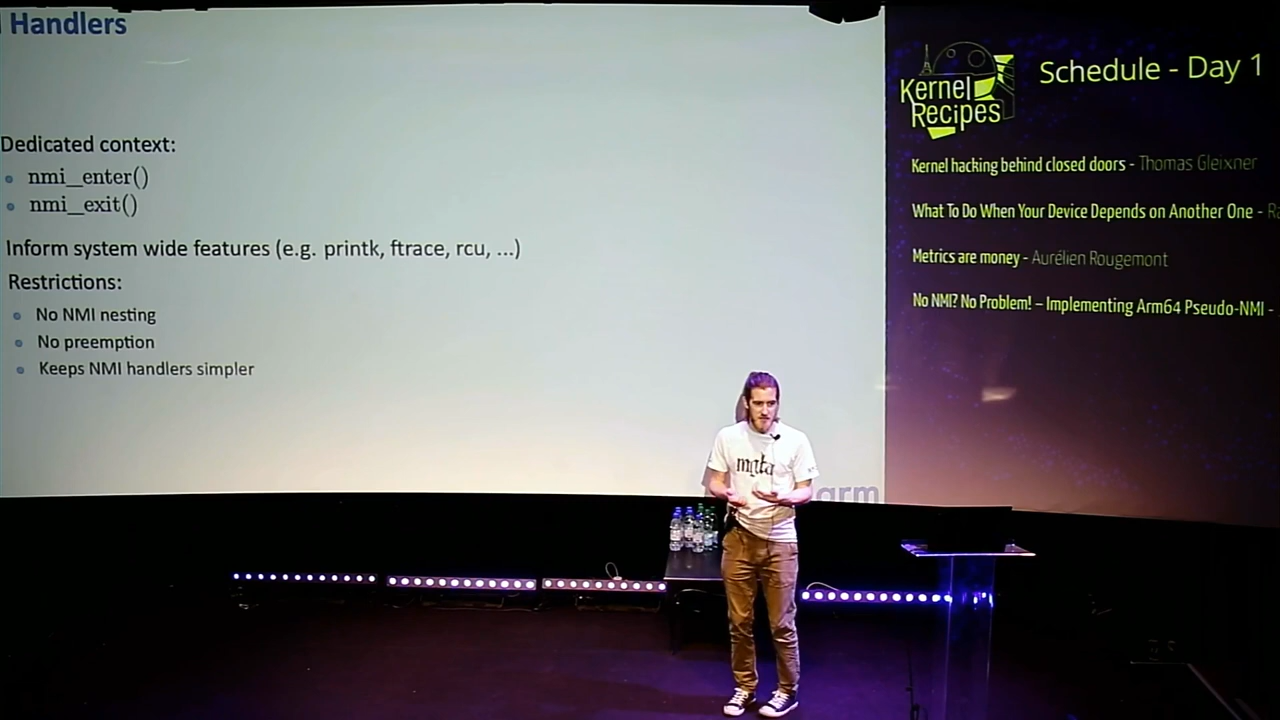 Handlers
Dedicated context:
nmi_enter()
nmi_exit()
Inform system wide features (e.g. printk, ftrace, rcu, ...)
Restrictions:
No NMI nesting
No preemption
Keeps NMI handlers simpler
arm
Kernel
Recipes
Schedule - Day 1
Kernel hacking behind closed doors - Thomas Gleixner
What To Do When Your Device Depends on Another One -
Metrics are money - Aurélien Rougemont
No NMI? No Problem! – Implementing Arm64 Pseudo-NMI -